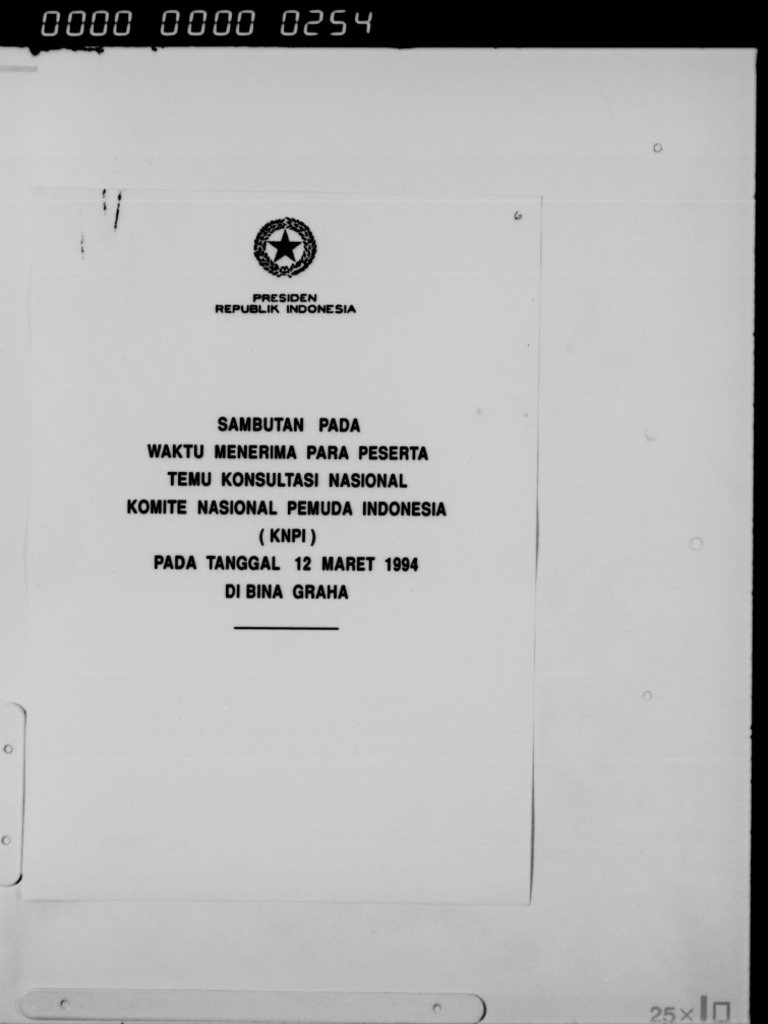 0000 0000 0254
6
PRESIDEN
REPUBLIK INDONESIA
SAMBUTAN PADA
WAKTU MENERIMA PARA PESERTA
TEMU KONSULTASI NASIONAL
KOMITE NASIONAL PEMUDA INDONESIA
( KNPI )
PADA TANGGAL 12 MARET 1994
DI BINA GRAHA
25×